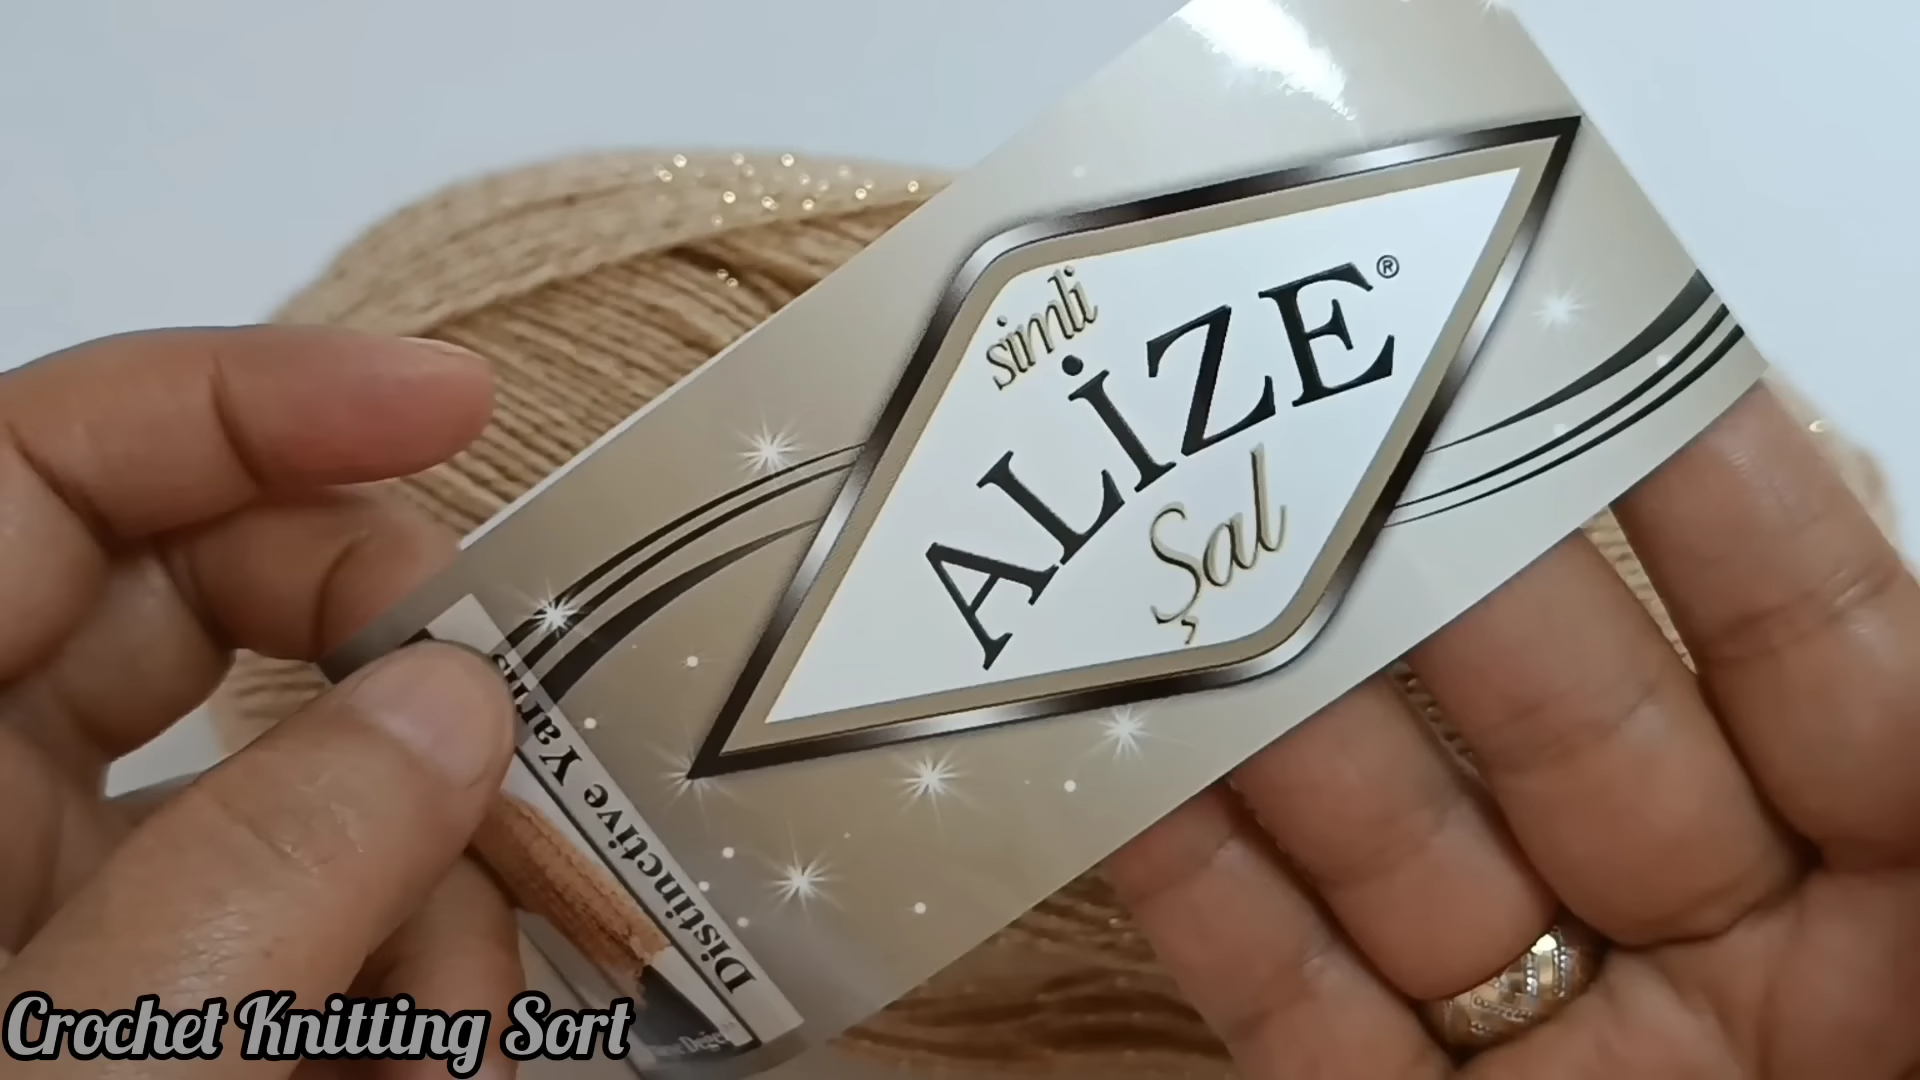 simli
ALİZE®
Şal
Distinctive Yarns
Crochet Knitting Sort